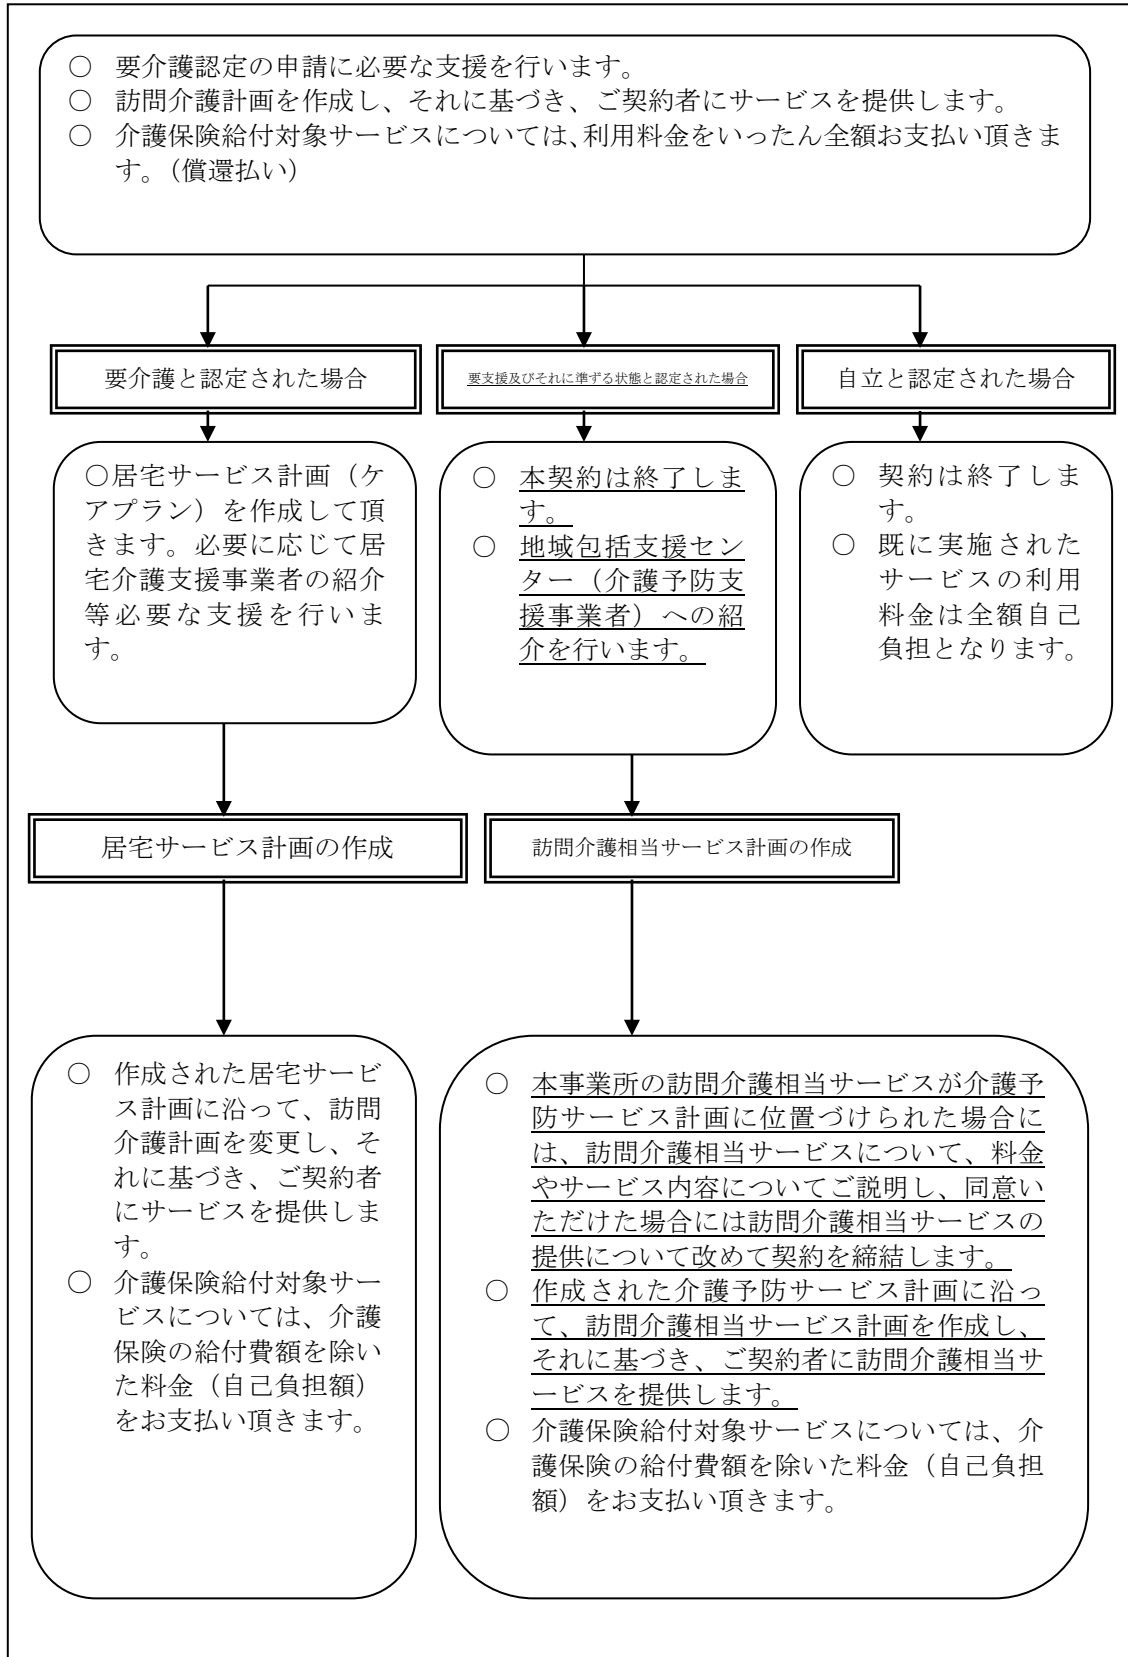 ○ 要介護認定の申請に必要な支援を行います。
○ 訪問介護計画を作成し、それに基づき、ご契約者にサービスを提供します。
○ 介護保険給付対象サービスについては、利用料金をいったん全額お支払い頂きま
す。（償還払い）
要介護と認定された場合
要支援及びそれに準ずる状態と認定された場合
自立と認定された場合
○居宅サービス計画（ケ
アプラン）を作成して頂
きます。必要に応じて居
宅介護支援事業者の紹介
等必要な支援を行いま
す。
○ 本契約は終了しま
す。
○ 地域包括支援セン
ター（介護予防支
援事業者）への紹
介を行います。
○ 契約は終了しま
す。
○ 既に実施された
サービスの利用
料金は全額自己
負担となります。
居宅サービス計画の作成
訪問介護相当サービス計画の作成
○ 作成された居宅サービ
ス計画に沿って、訪問
介護計画を変更し、そ
れに基づき、ご契約者
にサービスを提供しま
す。
○ 介護保険給付対象サー
ビスについては、介護
保険の給付費額を除い
た料金（自己負担額）
をお支払い頂きます。
○ 本事業所の訪問介護相当サービスが介護予
防サービス計画に位置づけられた場合に
は、訪問介護相当サービスについて、料金
やサービス内容についてご説明し、同意い
ただけた場合には訪問介護相当サービスの
提供について改めて契約を締結します。
○ 作成された介護予防サービス計画に沿っ
て、訪問介護相当サービス計画を作成し、
それに基づき、ご契約者に訪問介護相当サ
ービスを提供します。
○ 介護保険給付対象サービスについては、介
護保険の給付費額を除いた料金（自己負担
額）をお支払い頂きます。